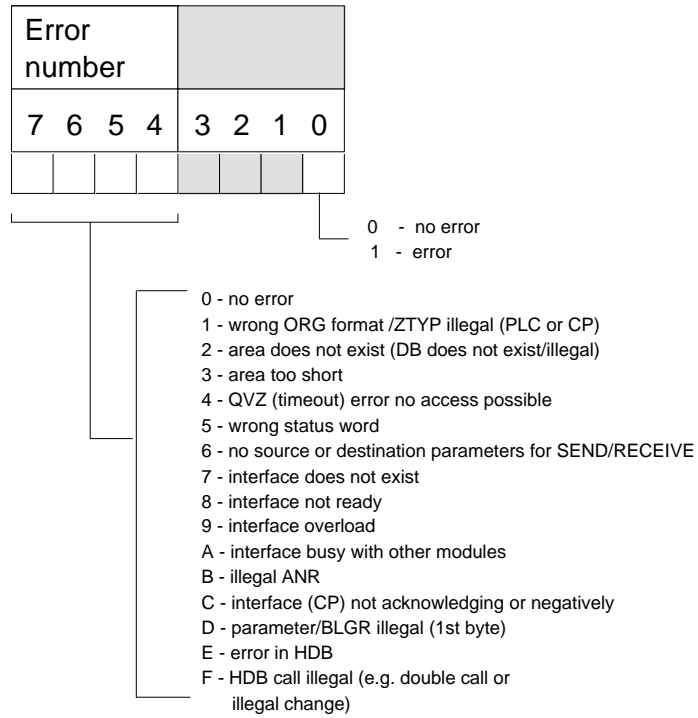 Error
number
7 6 5 4 3 2 1 0
0 - no error
1 - error
0 - no error
1 - wrong ORG format /ZTYP illegal (PLC or CP)
2 - area does not exist (DB does not exist/illegal)
3 - area too short
4 - QVZ (timeout) error no access possible
5 - wrong status word
6 - no source or destination parameters for SEND/RECEIVE
7 - interface does not exist
8 - interface not ready
9 - interface overload
A - interface busy with other modules
B - illegal ANR
C - interface (CP) not acknowledging or negatively
D - parameter/BLGR illegal (1st byte)
E - error in HDB
F - HDB call illegal (e.g. double call or
illegal change)